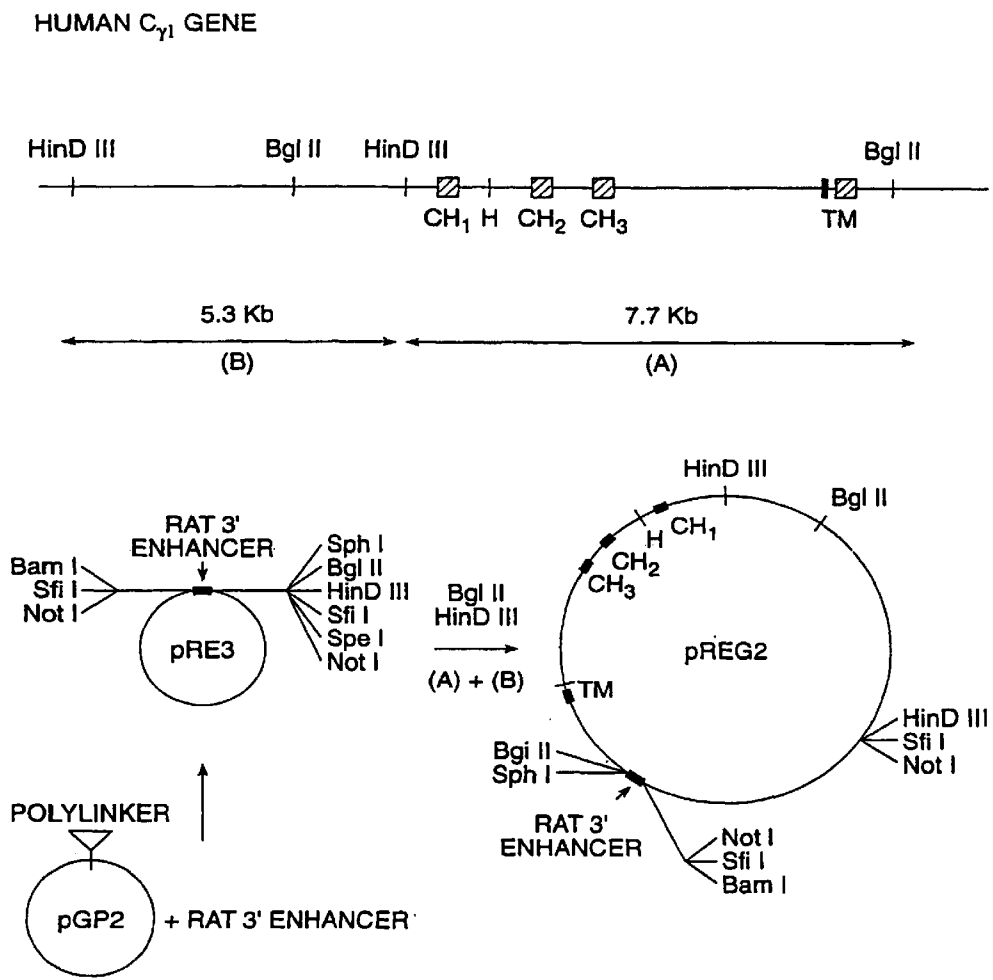 HUMAN Cγ1 GENE
HinD III
Bgl II
HinD III
Bgl II
CH1
H
CH2
CH3
TM
5.3 Kb
(B)
7.7 Kb
(A)
RAT 3'
ENHANCER
Bam I
Sfi I
Not I
Sph I
Bgl II
HinD III
Sfi I
Spe I
Not I
pRE3
Bgl II
HinD III
(A) + (B)
HinD III
Bgl II
CH1
H
CH2
CH3
pREG2
TM
HinD III
Sfi I
Not I
Bgi II
Sph I
RAT 3'
ENHANCER
Not I
Sfi I
Bam I
POLYLINKER
pGP2
+ RAT 3' ENHANCER